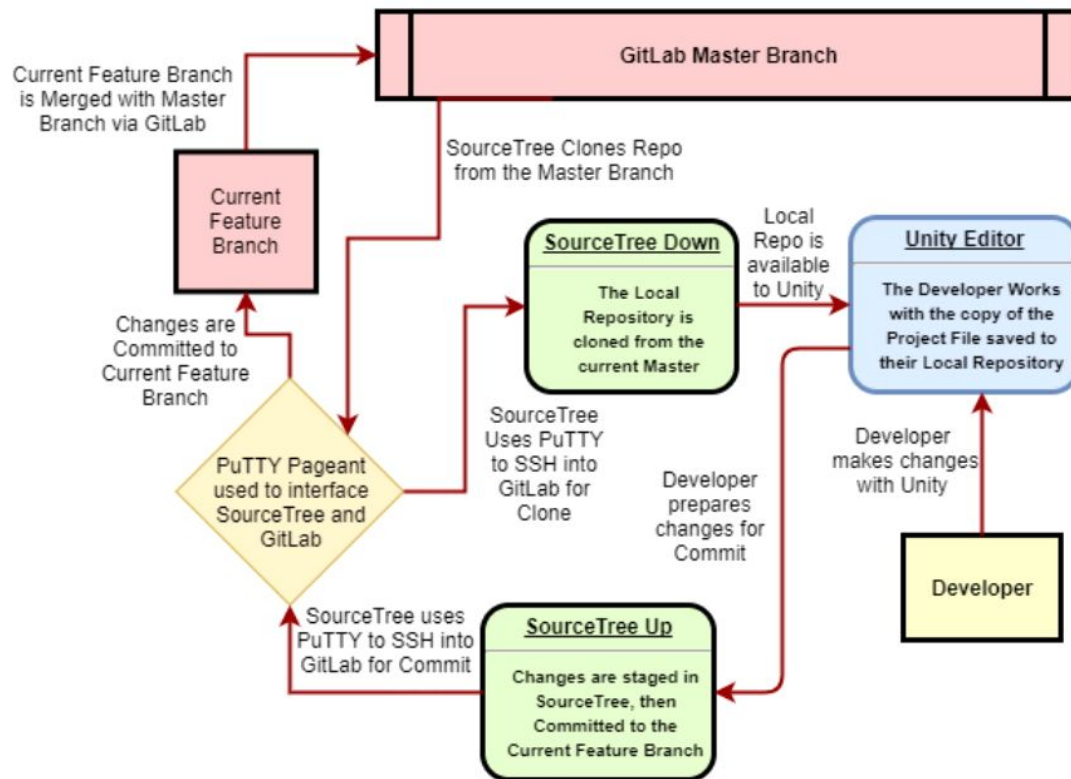 GitLab Master Branch
Current Feature Branch
is Merged with Master
Branch via GitLab
SourceTree Clones Repo
from the Master Branch
Current
Feature
Branch
SourceTree Down
The Local
Repository is
cloned from the
current Master
Local
Repo is
available
to Unity
Unity Editor
The Developer Works
with the copy of the
Project File saved to
their Local Repository
Changes are
Committed to
Current Feature
Branch
SourceTree
Uses PuTTY
to SSH into
GitLab for
Clone
PuTTY Pageant
used to interface
SourceTree and
GitLab
Developer
makes changes
with Unity
Developer
prepares
changes for
Commit
Developer
SourceTree uses
PuTTY to SSH into
GitLab for Commit
SourceTree Up
Changes are staged in
SourceTree, then
Committed to the
Current Feature Branch